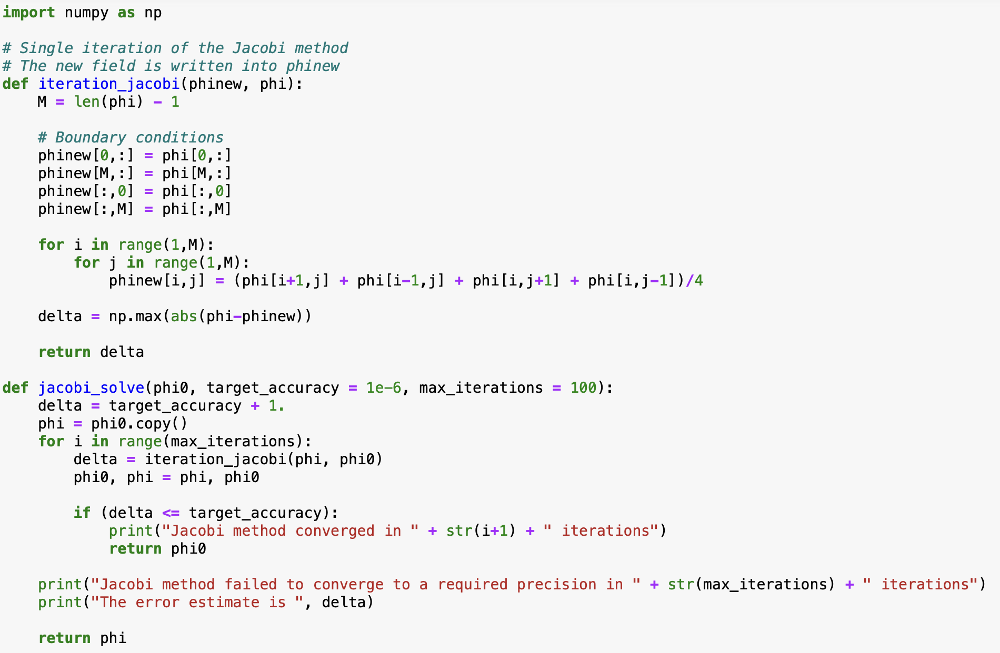 import numpy as np
# Single iteration of the Jacobi method
# The new field is written into phinew
def iteration_jacobi(phinew, phi):
    M = len(phi) - 1
    # Boundary conditions
    phinew[0,:] = phi[0,:]
    phinew[M,:] = phi[M,:]
    phinew[:,0] = phi[:,0]
    phinew[:,M] = phi[:,M]
    for i in range(1,M):
        for j in range(1,M):
            phinew[i,j] = (phi[i+1,j] + phi[i-1,j] + phi[i,j+1] + phi[i,j-1])/4
    delta = np.max(abs(phi-phinew))
    return delta
def jacobi_solve(phi0, target_accuracy = 1e-6, max_iterations = 100):
    delta = target_accuracy + 1.
    phi = phi0.copy()
    for i in range(max_iterations):
        delta = iteration_jacobi(phi, phi0)
        phi0, phi = phi, phi0
        if (delta <= target_accuracy):
            print("Jacobi method converged in " + str(i+1) + " iterations")
            return phi0
    print("Jacobi method failed to converge to a required precision in " + str(max_iterations) + " iterations")
    print("The error estimate is ", delta)
    return phi